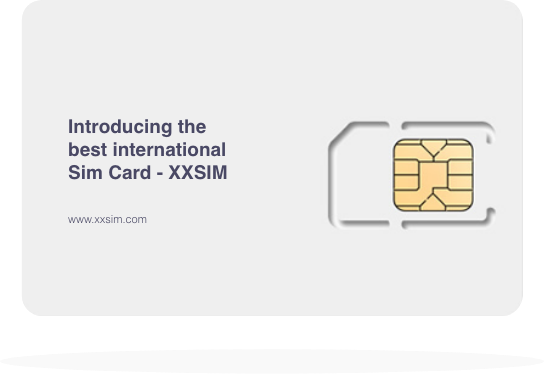 Introducing the
best international
Sim Card - XXSIM
www.xxsim.com